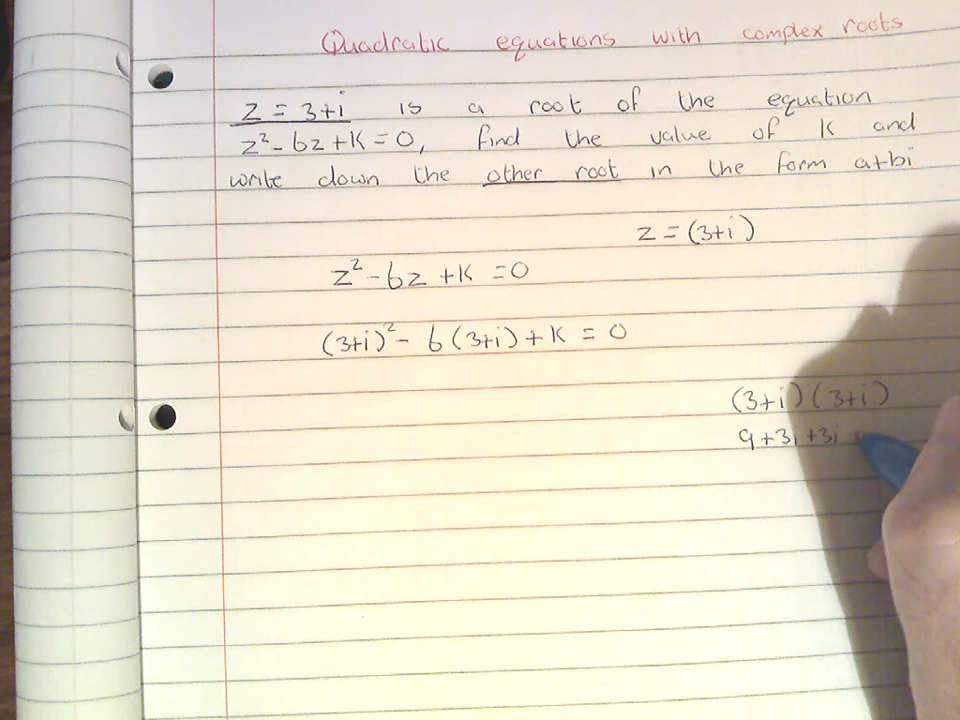 Quadratic equations with complex roots
z = 3+i is a root of the equation
z² - 6z + K = 0, find the value of K and
write down the other root in the form a+bi
z = (3+i)
z² - 6z + K = 0
(3+i)² - 6(3+i) + K = 0
(3+i)(3+i)
9 + 3i + 3i